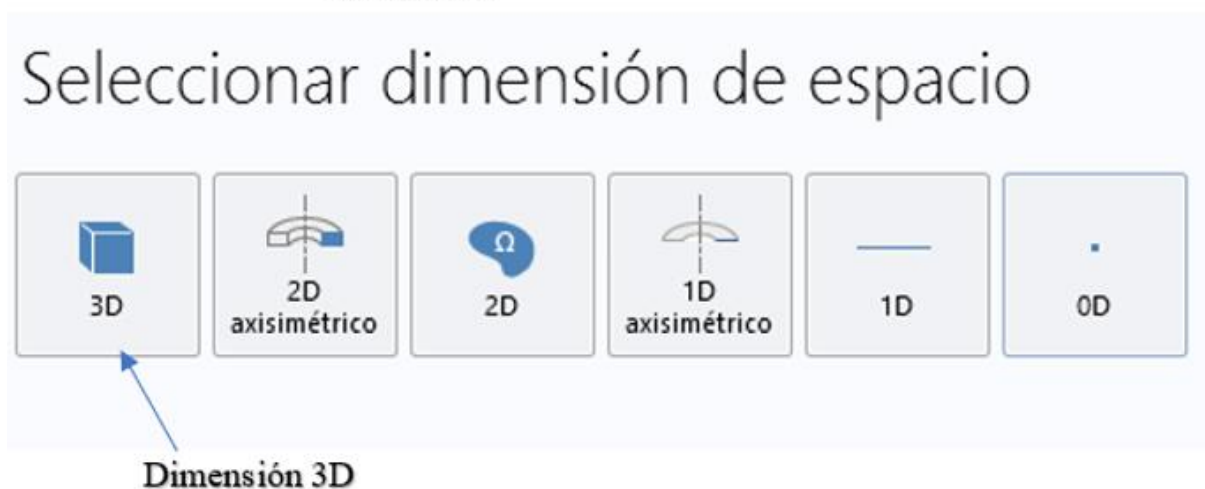 Seleccionar dimensión de espacio
3D
2D
axisimétrico
Ω
2D
1D
axisimétrico
1D
0D
Dimensión 3D